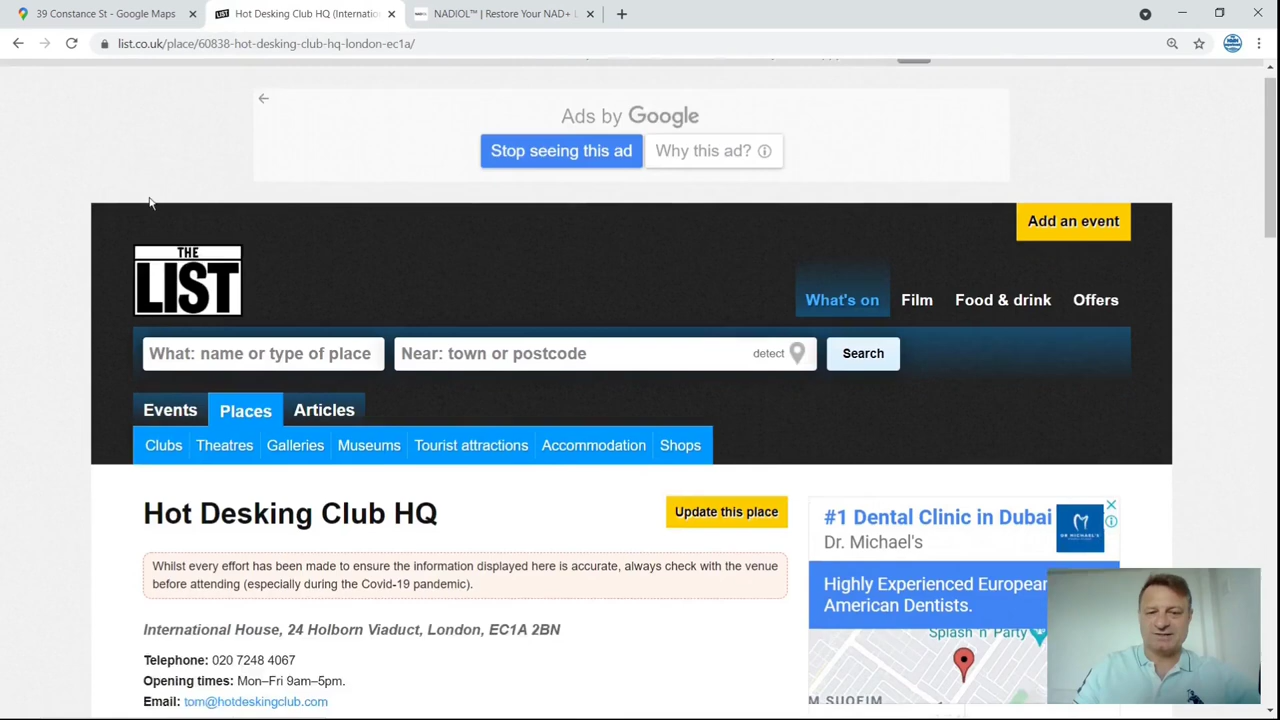 39 Constance St - Google Maps
Hot Desking Club HQ (Internatio
NADIOL™ | Restore Your NAD+ L
list.co.uk/place/60838-hot-desking-club-hq-london-ec1a/
Ads by Google
Stop seeing this ad
Why this ad?
Add an event
THE
LIST
What's on
Film
Food & drink
Offers
What: name or type of place
Near: town or postcode
detect
Search
Events
Places
Articles
Clubs
Theatres
Galleries
Museums
Tourist attractions
Accommodation
Shops
Hot Desking Club HQ
Update this place
Whilst every effort has been made to ensure the information displayed here is accurate, always check with the venue
before attending (especially during the Covid-19 pandemic).
International House, 24 Holborn Viaduct, London, EC1A 2BN
Telephone: 020 7248 4067
Opening times: Mon–Fri 9am–5pm.
Email: tom@hotdeskingclub.com
#1 Dental Clinic in Dubai
Dr. Michael's
DR. MICHAEL'S
Highly Experienced European
American Dentists.
Splash 'n' Party
M SUQEIM